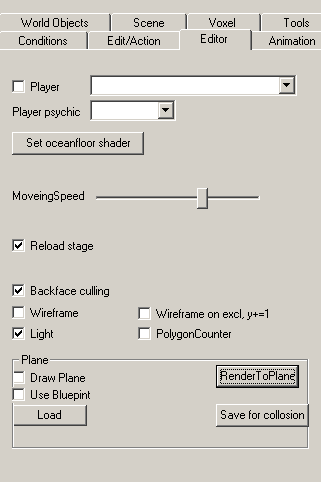 World Objects Scene Voxel Tools
Conditions Edit/Action Editor Animation
Player
Player psychic
Set oceanfloor shader
MoveingSpeed
Reload stage
Backface culling
Wireframe Wireframe on excl, y+=1
Light PolygonCounter
Plane
Draw Plane RenderToPlane
Use Bluepint
Load Save for collosion